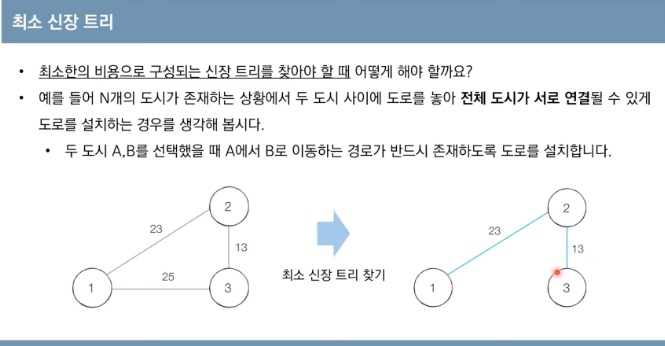 최소 신장 트리
• 최소한의 비용으로 구성되는 신장 트리를 찾아야 할 때 어떻게 해야 할까요?
• 예를 들어 N개의 도시가 존재하는 상황에서 두 도시 사이에 도로를 놓아 전체 도시가 서로 연결될 수 있게
도로를 설치하는 경우를 생각해 봅시다.
• 두 도시 A,B를 선택했을 때 A에서 B로 이동하는 경로가 반드시 존재하도록 도로를 설치합니다.
2
23
13
25
1
3
최소 신장 트리 찾기
2
23
13
1
3